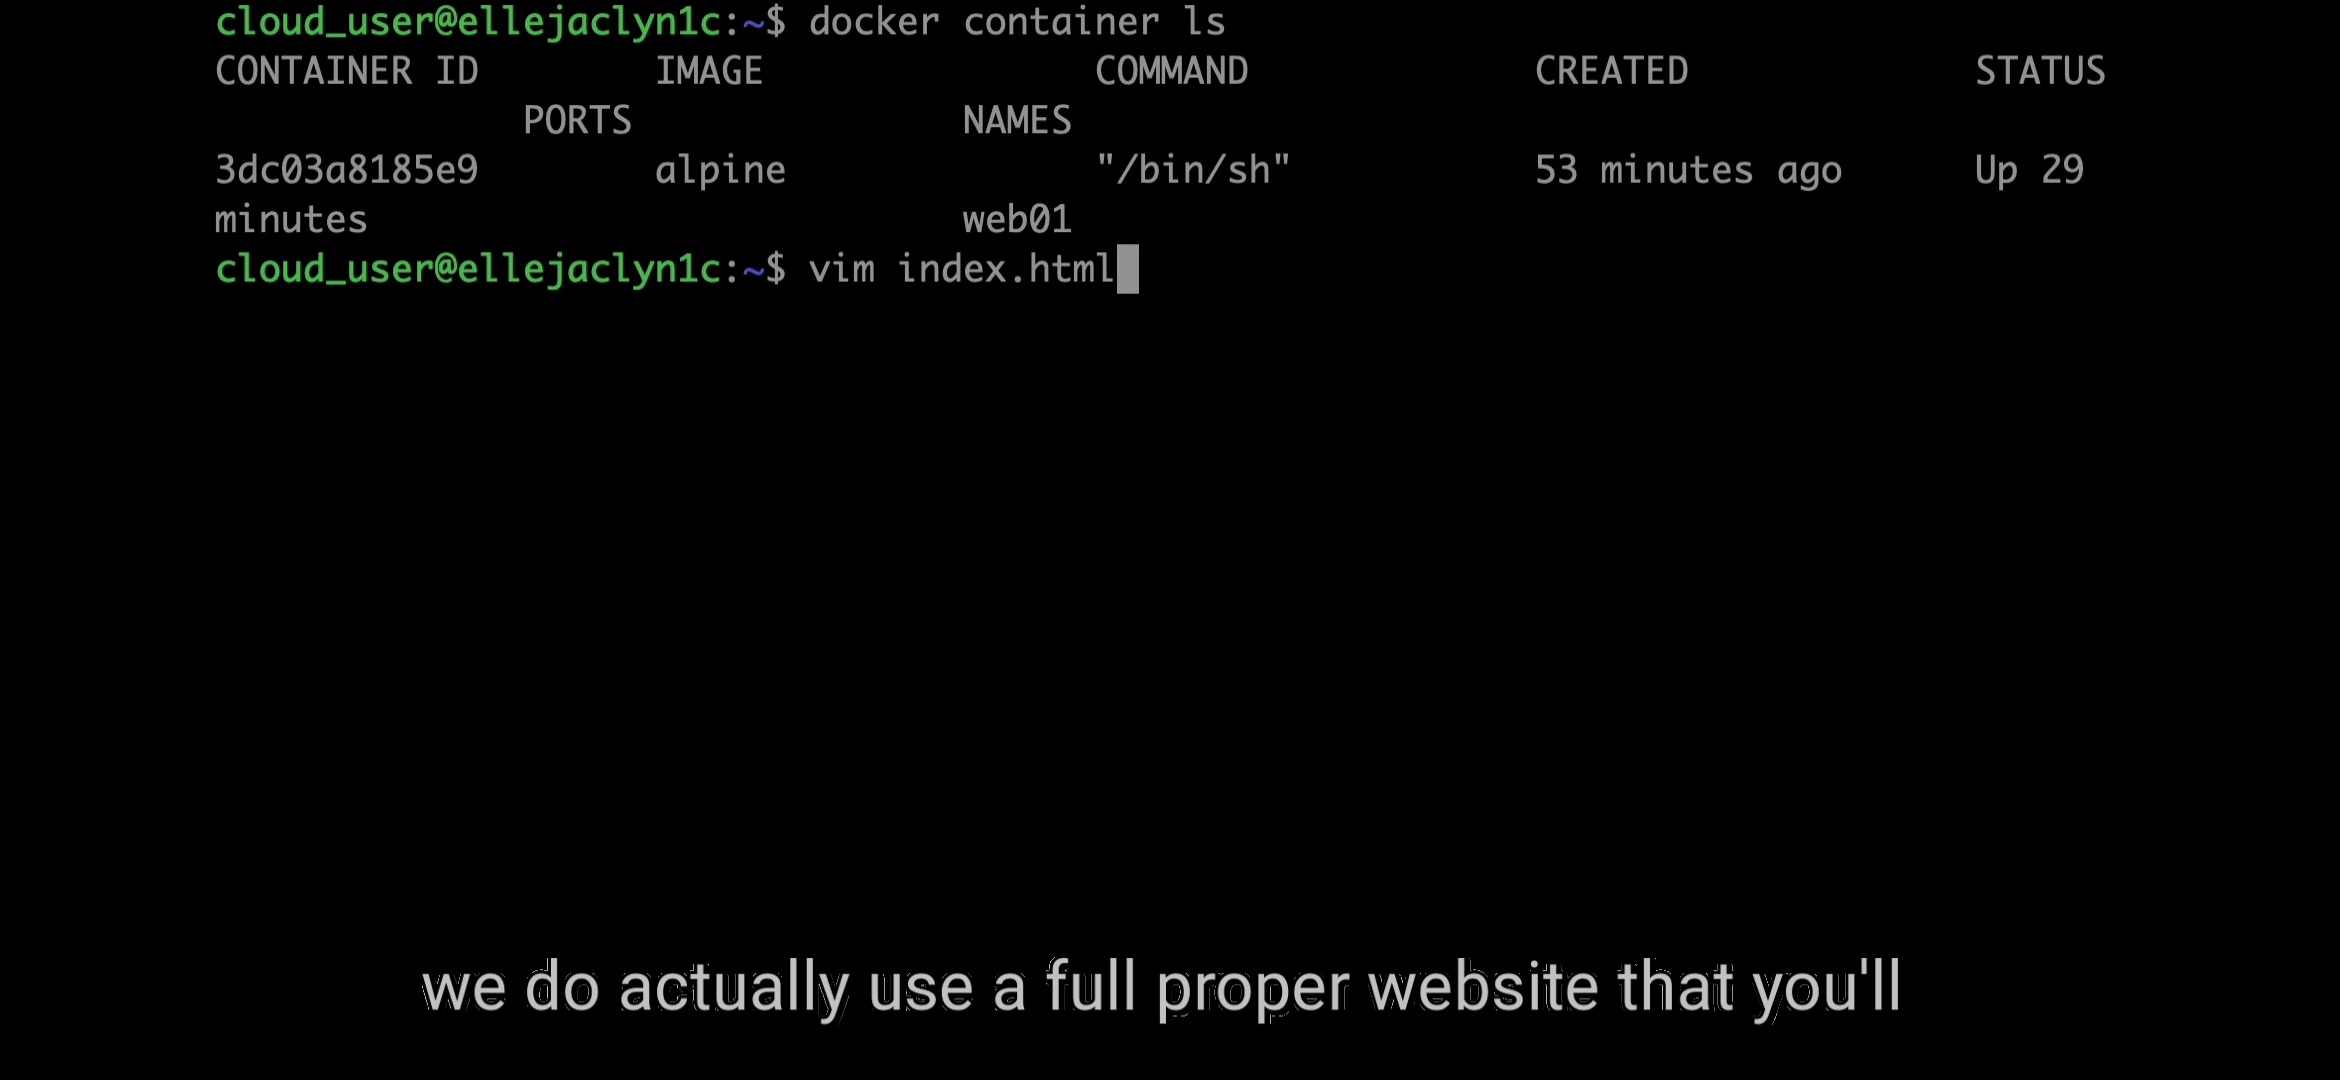 cloud_user@ellejaclyn1c:~$ docker container ls
CONTAINER ID        IMAGE               COMMAND             CREATED             STATUS
              PORTS               NAMES
3dc03a8185e9        alpine              "/bin/sh"           53 minutes ago      Up 29
minutes                           web01
cloud_user@ellejaclyn1c:~$ vim index.html
we do actually use a full proper website that you'll